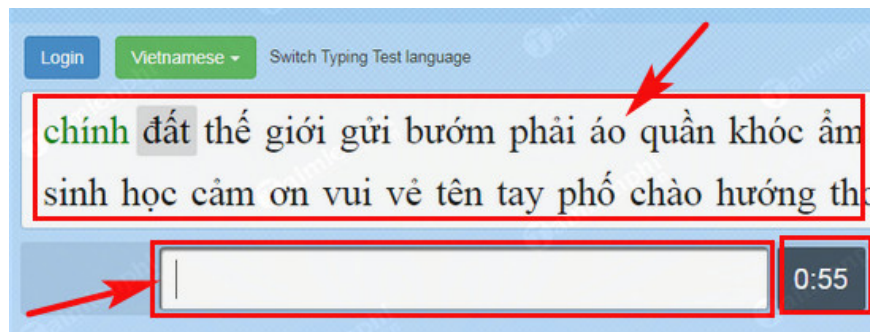 Login Vietnamese Switch Typing Test language
chính đất thế giới gửi bướm phải áo quần khóc ẩm
sinh học cảm ơn vui vẻ tên tay phố chào hướng
0:55